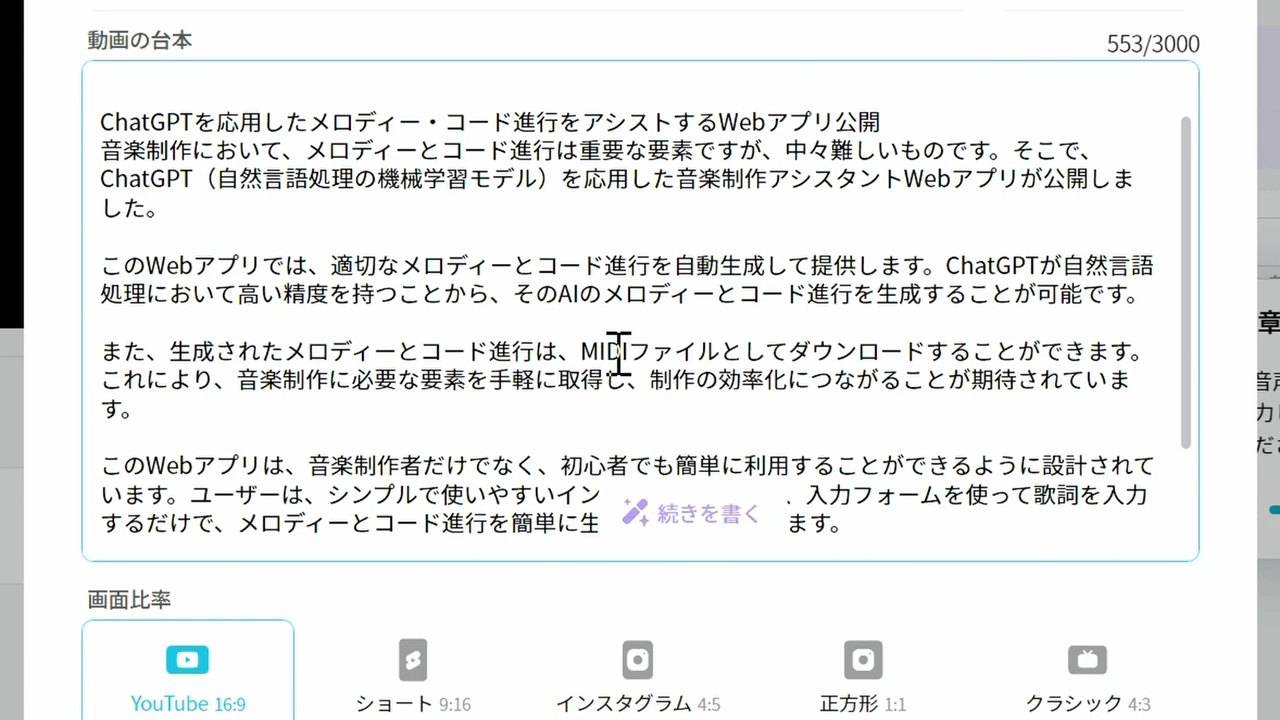 動画の台本
553/3000
ChatGPTを応用したメロディー・コード進行をアシストするWebアプリ公開
音楽制作において、メロディーとコード進行は重要な要素ですが、中々難しいものです。そこで、
ChatGPT（自然言語処理の機械学習モデル）を応用した音楽制作アシスタントWebアプリが公開しま
した。
このWebアプリでは、適切なメロディーとコード進行を自動生成して提供します。ChatGPTが自然言語
処理において高い精度を持つことから、そのAIのメロディーとコード進行を生成することが可能です。
また、生成されたメロディーとコード進行は、MIDIファイルとしてダウンロードすることができます。
これにより、音楽制作に必要な要素を手軽に取得し、制作の効率化につながることが期待されていま
す。
このWebアプリは、音楽制作者だけでなく、初心者でも簡単に利用することができるように設計されて
います。ユーザーは、シンプルで使いやすいイン 、入力フォームを使って歌詞を入力
するだけで、メロディーとコード進行を簡単に生 ます。
続きを書く
画面比率
YouTube 16:9
ショート 9:16
インスタグラム 4:5
正方形 1:1
クラシック 4:3